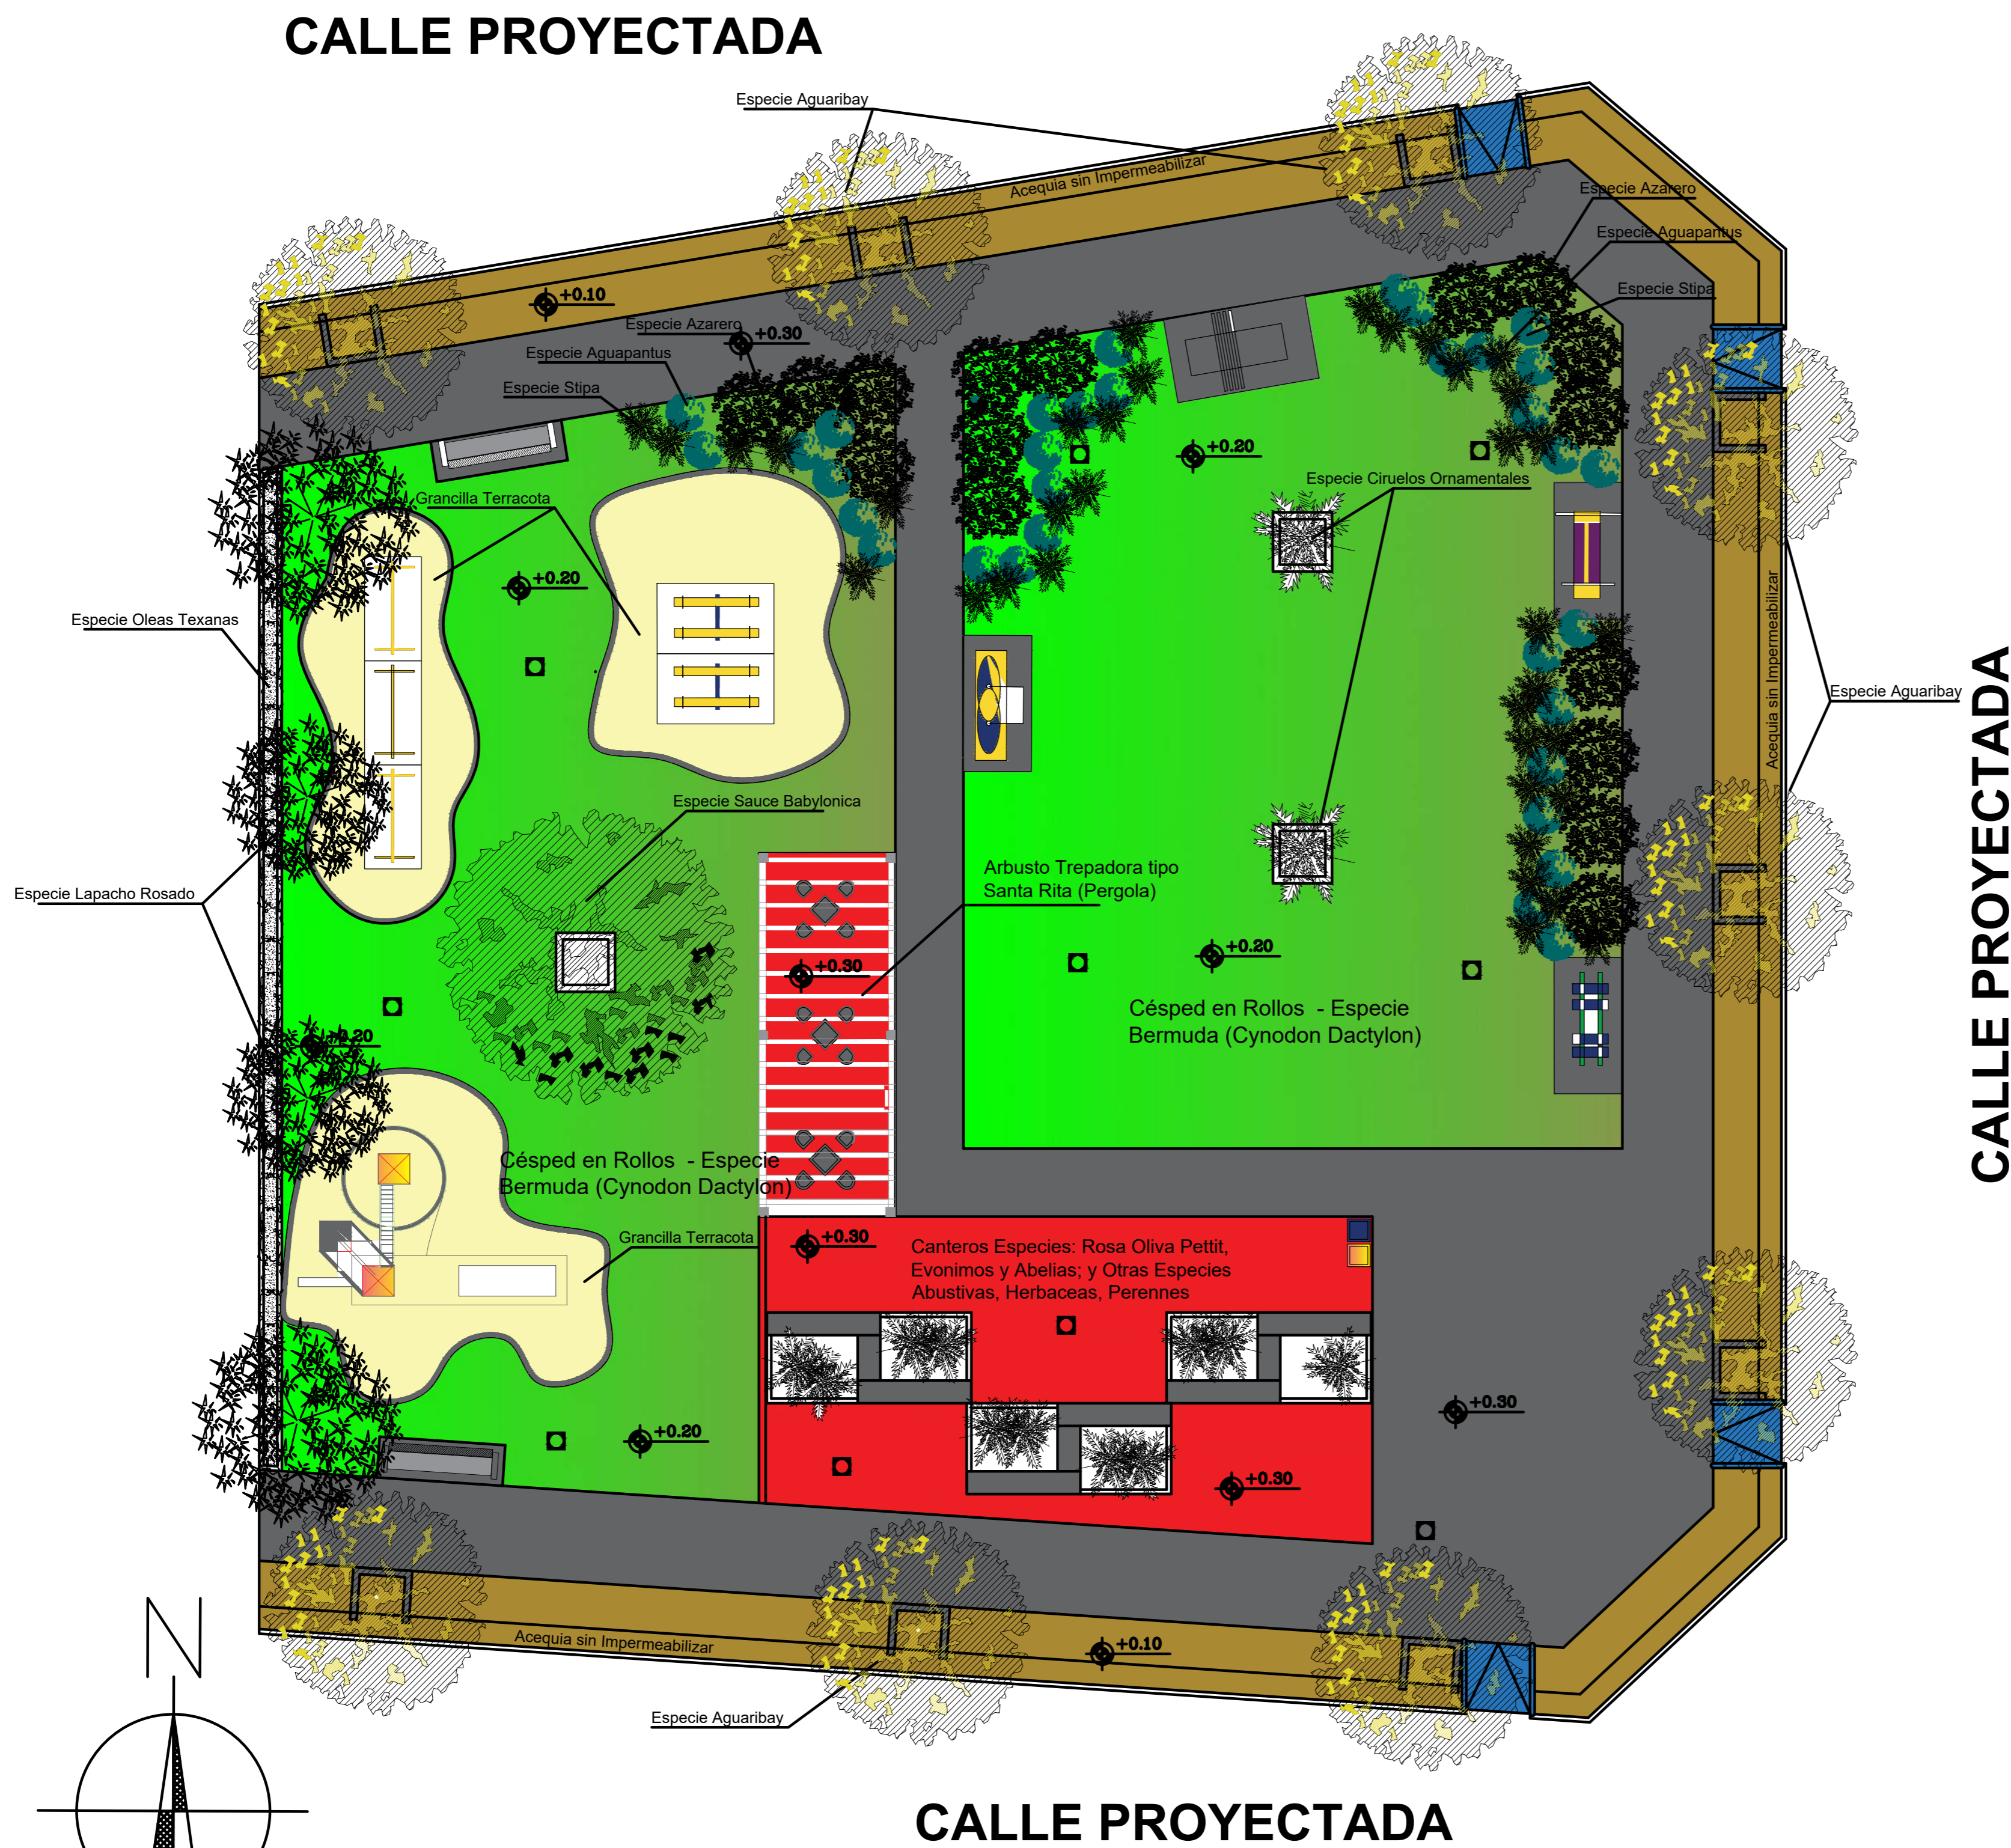 CALLE PROYECTADA
Especie Aguaribay
Acequia sin Impermeabilizar
Especie Azarero
Especie Aguapantus
Especie Stipa
+0.10
Especie Azarero
+0.30
Especie Aguapantus
Especie Stipa
+0.20
Especie Ciruelos Ornamentales
Grancilla Terracota
+0.20
Especie Oleas Texanas
Acequia sin Impermeabilizar
Especie Aguaribay
CALLE PROYECTADA
Especie Sauce Babylonica
Arbusto Trepadora tipo
Santa Rita (Pergola)
Especie Lapacho Rosado
+0.20
+0.30
Césped en Rollos - Especie
Bermuda (Cynodon Dactylon)
+0.20
Césped en Rollos - Especie
Bermuda (Cynodon Dactylon)
Grancilla Terracota
+0.30
Canteros Especies: Rosa Oliva Pettit,
Evonimos y Abelias; y Otras Especies
Abustivas, Herbaceas, Perennes
+0.30
+0.20
+0.30
Acequia sin Impermeabilizar
+0.10
Especie Aguaribay
N
CALLE PROYECTADA